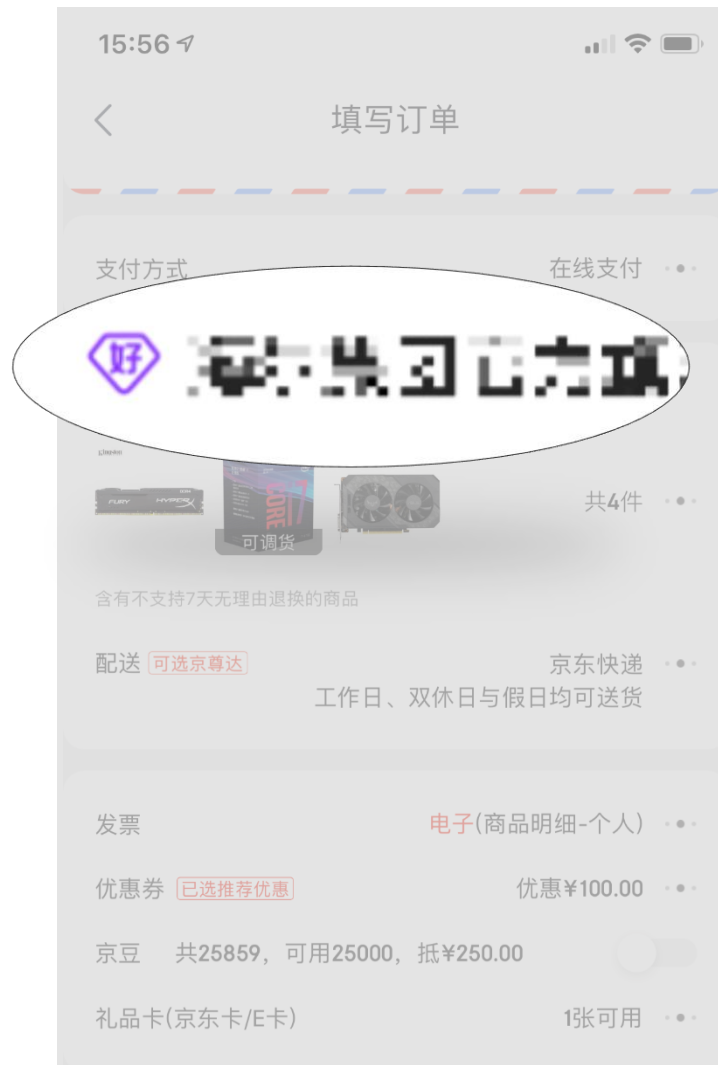 15:56
填写订单
支付方式 在线支付
好
FURY HYPERX
CORE i7
可调货
共4件
含有不支持7天无理由退换的商品
配送 可选京尊达 京东快递
工作日、双休日与假日均可送货
发票 电子(商品明细-个人)
优惠券 已选推荐优惠 优惠¥100.00
京豆 共25859，可用25000，抵¥250.00
礼品卡(京东卡/E卡) 1张可用